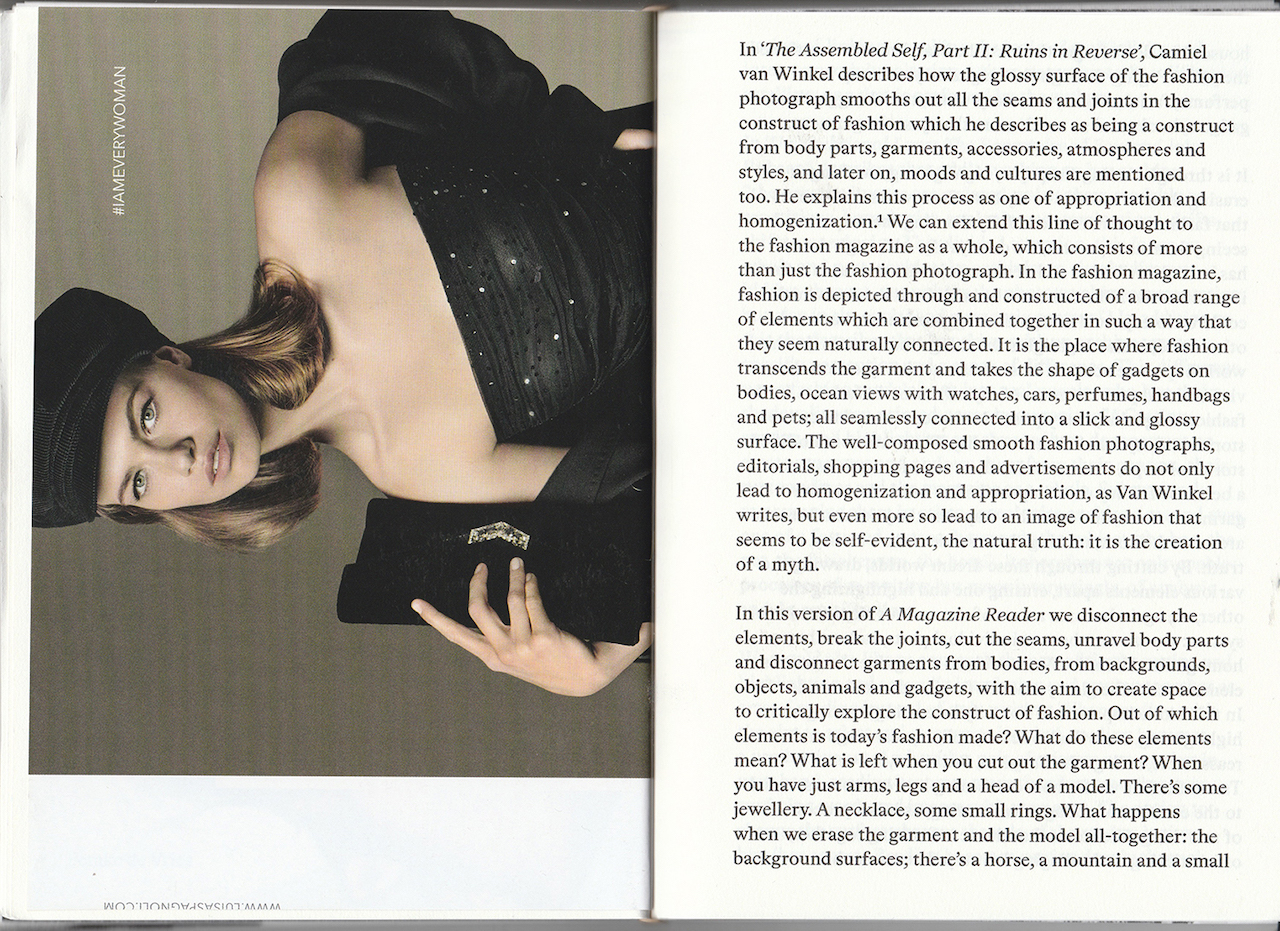 #IAMEVERYWOMAN
WWW.LUISASPAGNOLI.COM
In ‘The Assembled Self, Part II: Ruins in Reverse’, Camiel
van Winkel describes how the glossy surface of the fashion
photograph smooths out all the seams and joints in the
construct of fashion which he describes as being a construct
from body parts, garments, accessories, atmospheres and
styles, and later on, moods and cultures are mentioned
too. He explains this process as one of appropriation and
homogenization.¹ We can extend this line of thought to
the fashion magazine as a whole, which consists of more
than just the fashion photograph. In the fashion magazine,
fashion is depicted through and constructed of a broad range
of elements which are combined together in such a way that
they seem naturally connected. It is the place where fashion
transcends the garment and takes the shape of gadgets on
bodies, ocean views with watches, cars, perfumes, handbags
and pets; all seamlessly connected into a slick and glossy
surface. The well-composed smooth fashion photographs,
editorials, shopping pages and advertisements do not only
lead to homogenization and appropriation, as Van Winkel
writes, but even more so lead to an image of fashion that
seems to be self-evident, the natural truth: it is the creation
of a myth.
In this version of A Magazine Reader we disconnect the
elements, break the joints, cut the seams, unravel body parts
and disconnect garments from bodies, from backgrounds,
objects, animals and gadgets, with the aim to create space
to critically explore the construct of fashion. Out of which
elements is today’s fashion made? What do these elements
mean? What is left when you cut out the garment? When
you have just arms, legs and a head of a model. There’s some
jewellery. A necklace, some small rings. What happens
when we erase the garment and the model all-together: the
background surfaces; there’s a horse, a mountain and a small